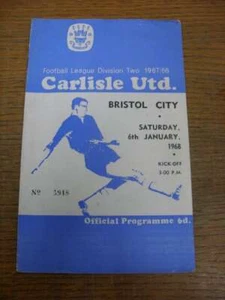 Football League Division Two 1967/68
Carlisle Utd.
BRISTOL CITY
SATURDAY,
6th JANUARY,
1968
KICK-OFF
3-00 P.M.
Nº 5918
Official Programme 6d.